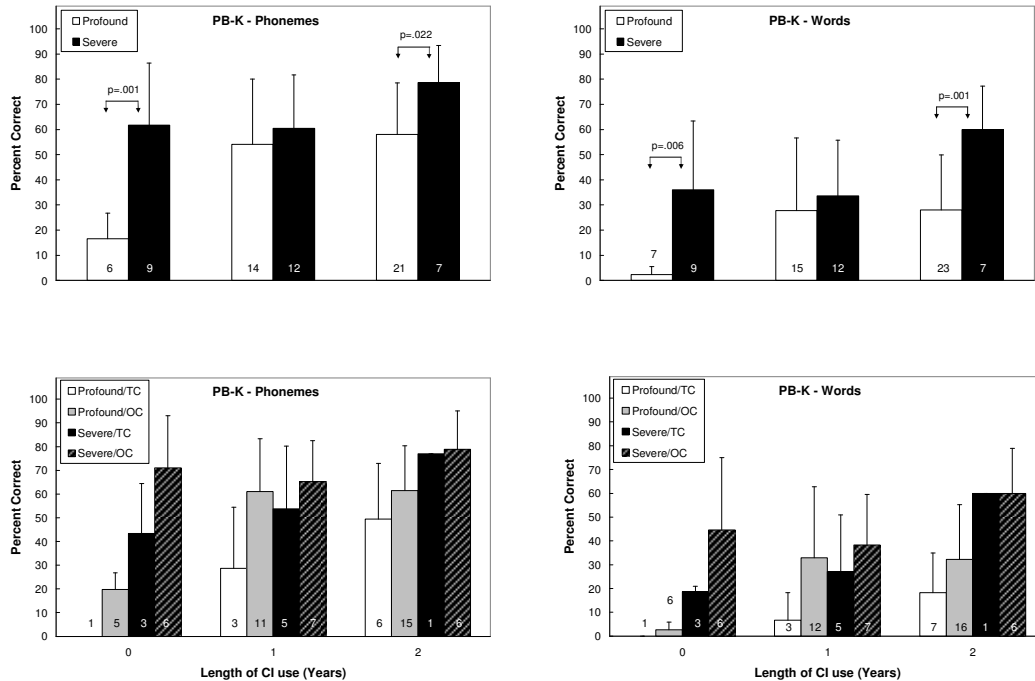 PB-K - Phonemes
Profound
Severe
Percent Correct
100
90
80
70
60
50
40
30
20
10
0
p=.001
p=.022
6 9 14 12 21 7
PB-K - Words
Profound
Severe
Percent Correct
100
90
80
70
60
50
40
30
20
10
0
p=.006
p=.001
7 9 15 12 23 7
PB-K - Phonemes
Profound/TC
Profound/OC
Severe/TC
Severe/OC
Percent Correct
100
90
80
70
60
50
40
30
20
10
0
1 5 3 6 3 11 5 7 6 15 1 6
0 1 2
Length of CI use (Years)
PB-K - Words
Profound/TC
Profound/OC
Severe/TC
Severe/OC
Percent Correct
100
90
80
70
60
50
40
30
20
10
0
1 6 3 6 3 12 5 7 7 16 1 6
0 1 2
Length of CI use (Years)